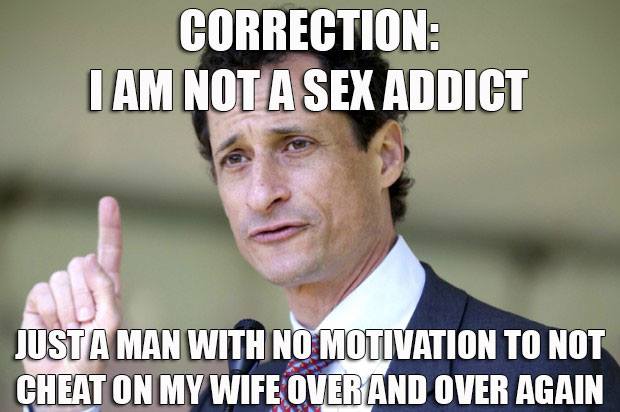 CORRECTION:
I AM NOT A SEX ADDICT
JUST A MAN WITH NO MOTIVATION TO NOT
CHEAT ON MY WIFE OVER AND OVER AGAIN